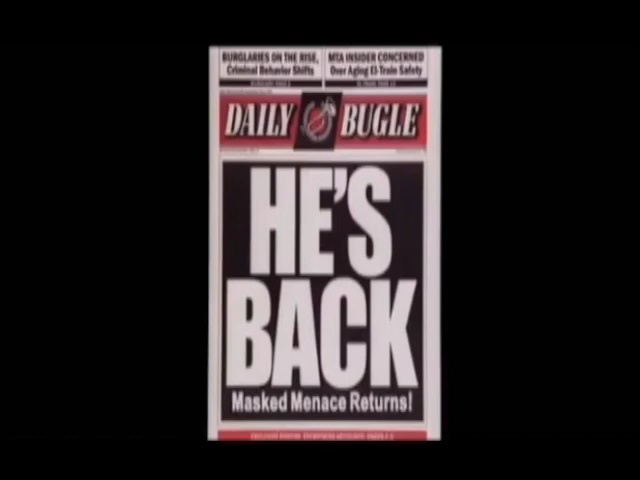 BURGLARIES ON THE RISE,
Criminal Behavior Shifts
MTA INSIDER CONCERNED
Over Aging El-Train Safety
DAILY BUGLE
HE'S
BACK
Masked Menace Returns!